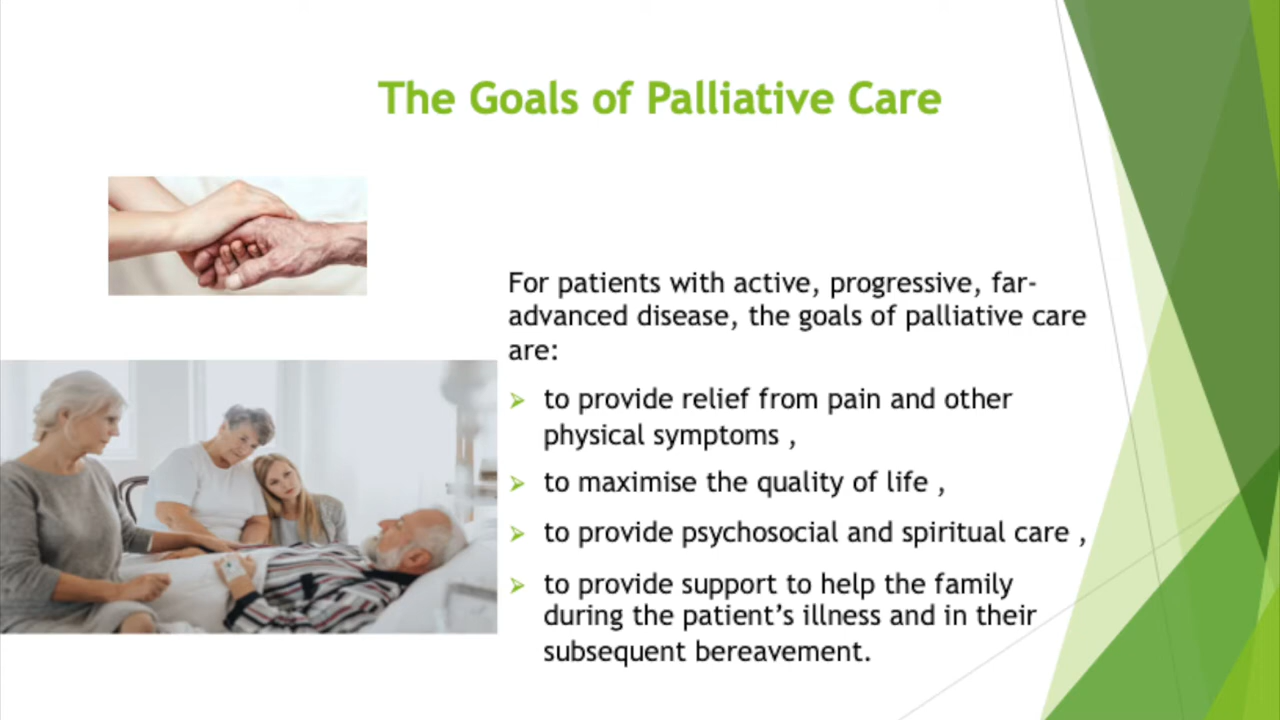 The Goals of Palliative Care
For patients with active, progressive, far-
advanced disease, the goals of palliative care
are:
to provide relief from pain and other
physical symptoms ,
to maximise the quality of life ,
to provide psychosocial and spiritual care ,
to provide support to help the family
during the patient’s illness and in their
subsequent bereavement.